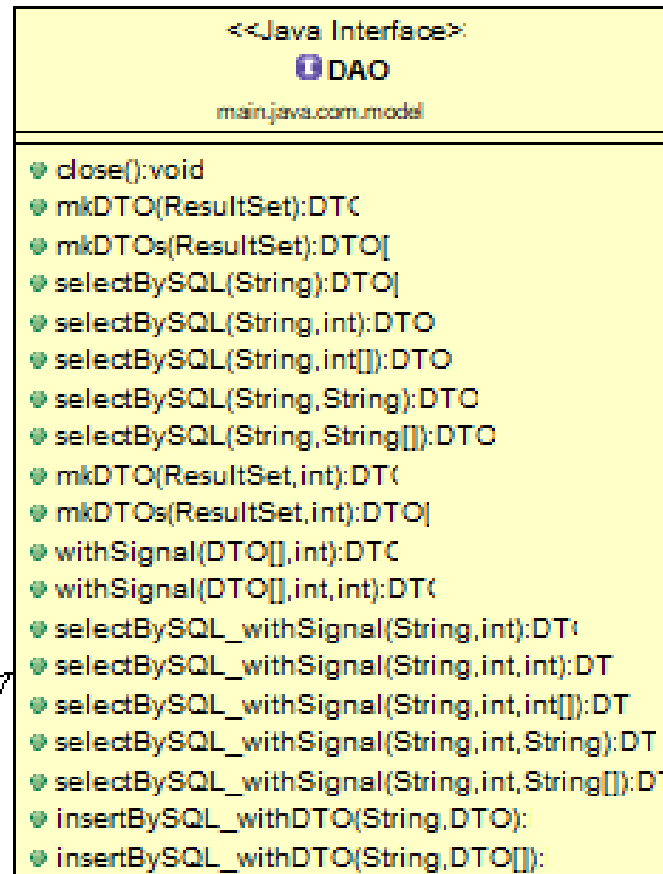 <<Java Interface>>
I DAO
main.java.com.model
close():void
mkDTO(ResultSet):DTC
mkDTOs(ResultSet):DTO[
selectBySQL(String):DTO[
selectBySQL(String,int):DTO
selectBySQL(String,int[]):DTO
selectBySQL(String,String):DTO
selectBySQL(String,String[]):DTO
mkDTO(ResultSet,int):DT(
mkDTOs(ResultSet,int):DTO[
withSignal(DTO[],int):DTC
withSignal(DTO[],int,int):DT(
selectBySQL_withSignal(String,int):DT(
selectBySQL_withSignal(String,int,int):DT
selectBySQL_withSignal(String,int,int[]):DT
selectBySQL_withSignal(String,int,String):DT
selectBySQL_withSignal(String,int,String[]):DT
insertBySQL_withDTO(String,DTO):
insertBySQL_withDTO(String,DTO[]):